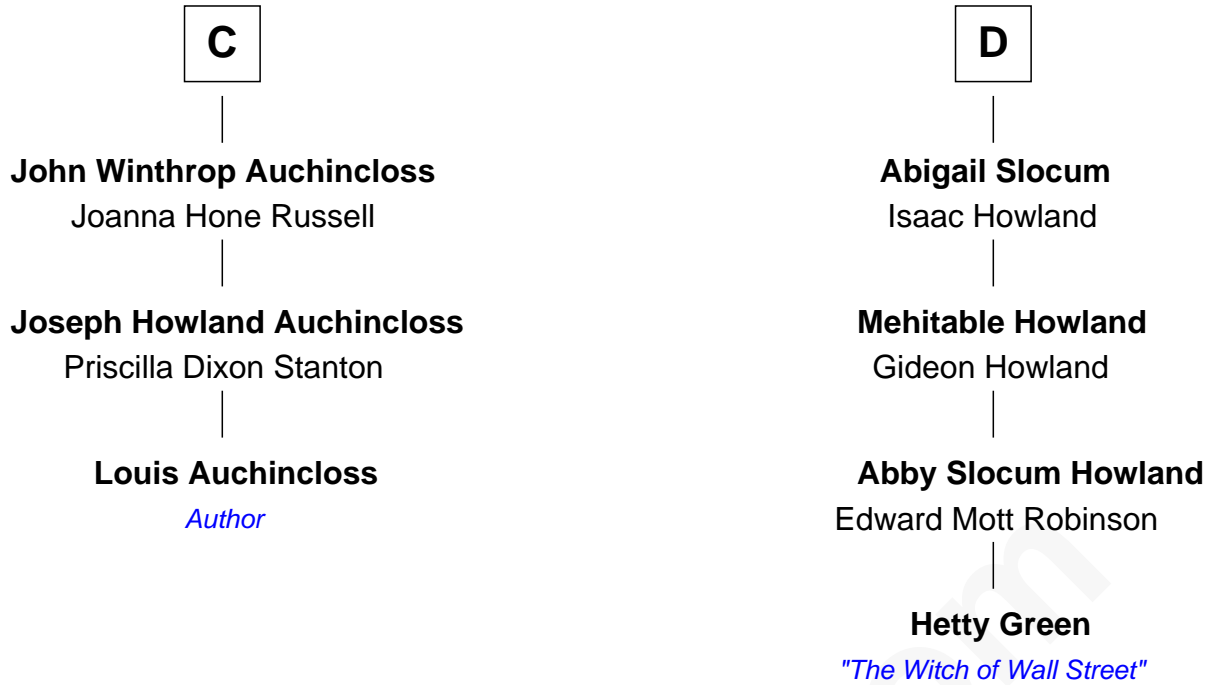 C
John Winthrop Auchincloss
Joanna Hone Russell
Joseph Howland Auchincloss
Priscilla Dixon Stanton
Louis Auchincloss
Author
D
Abigail Slocum
Isaac Howland
Mehitable Howland
Gideon Howland
Abby Slocum Howland
Edward Mott Robinson
Hetty Green
"The Witch of Wall Street"